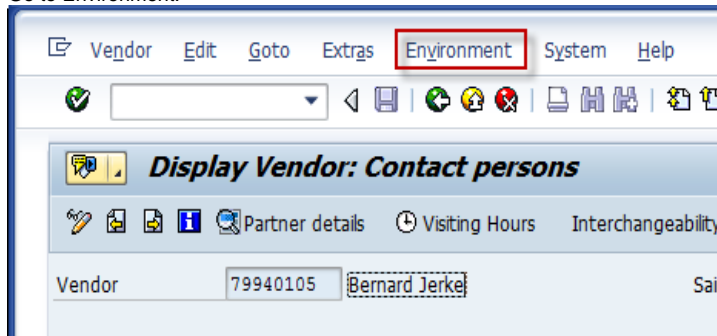 Go to Environment.
Vendor Edit Goto Extras Environment System Help
Display Vendor: Contact persons
Partner details Visiting Hours Interchangeability
Vendor 79940105 Bernard Jerke Sai